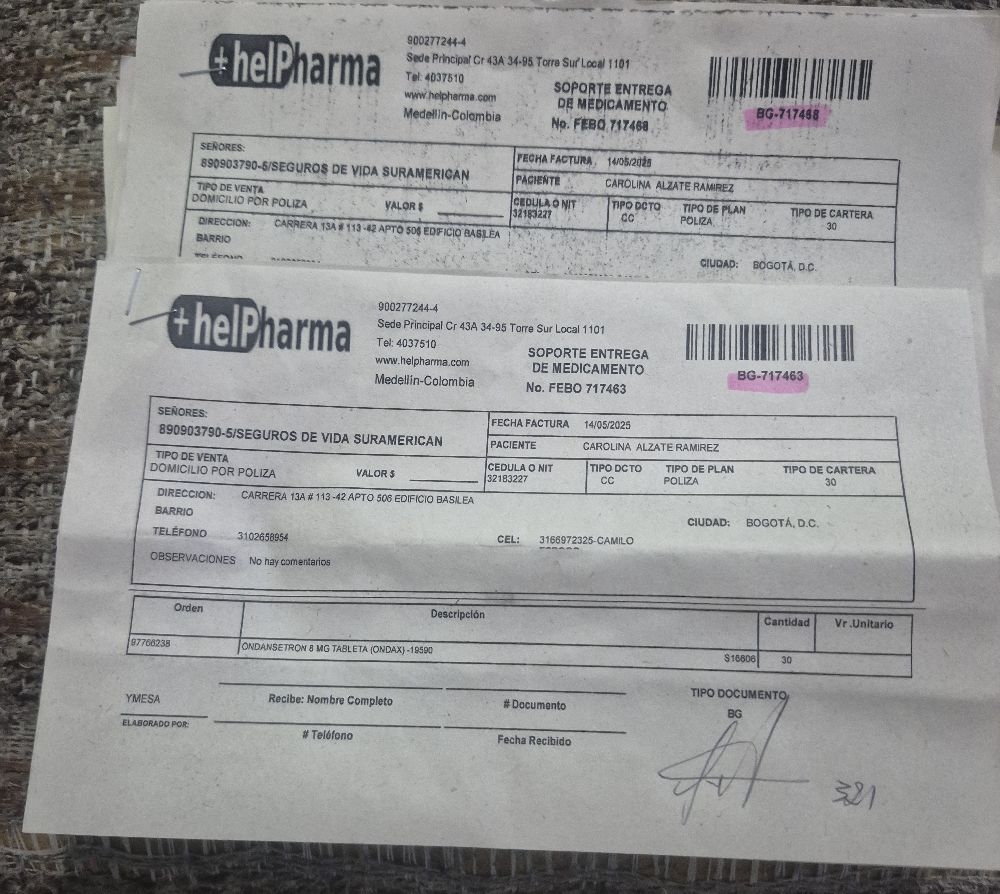 +helPharma
900277244-4
Sede Principal Cr 43A 34-95 Torre Sur Local 1101
Tel: 4037510
www.helpharma.com
Medellin-Colombia
SOPORTE ENTREGA
DE MEDICAMENTO
No. FEBO 717468
BG-717468
SEÑORES:
890903790-5/SEGUROS DE VIDA SURAMERICAN
FECHA FACTURA 14/05/2025
PACIENTE CAROLINA ALZATE RAMIREZ
TIPO DE VENTA
DOMICILIO POR POLIZA VALOR $
CEDULA O NIT TIPO DCTO TIPO DE PLAN TIPO DE CARTERA
32183227 CC POLIZA 30
DIRECCION: CARRERA 13A # 113 -42 APTO 506 EDIFICIO BASILEA
BARRIO
CIUDAD: BOGOTÁ, D.C.
TELÉFONO
+helPharma
900277244-4
Sede Principal Cr 43A 34-95 Torre Sur Local 1101
Tel: 4037510
www.helpharma.com
Medellin-Colombia
SOPORTE ENTREGA
DE MEDICAMENTO
No. FEBO 717463
BG-717463
SEÑORES:
890903790-5/SEGUROS DE VIDA SURAMERICAN
FECHA FACTURA 14/05/2025
PACIENTE CAROLINA ALZATE RAMIREZ
TIPO DE VENTA
DOMICILIO POR POLIZA VALOR $
CEDULA O NIT TIPO DCTO TIPO DE PLAN TIPO DE CARTERA
32183227 CC POLIZA 30
DIRECCION: CARRERA 13A # 113 -42 APTO 506 EDIFICIO BASILEA
BARRIO
CIUDAD: BOGOTÁ, D.C.
TELÉFONO 3102658954 CEL: 3166972325-CAMILO
OBSERVACIONES No hay comentarios
Orden Descripción Cantidad Vr .Unitario
97766238 ONDANSETRON 8 MG TABLETA (ONDAX) -19590 S16606 30
YMESA
ELABORADO POR:
Recibe: Nombre Completo # Documento
# Teléfono Fecha Recibido
TIPO DOCUMENTO
BG
321